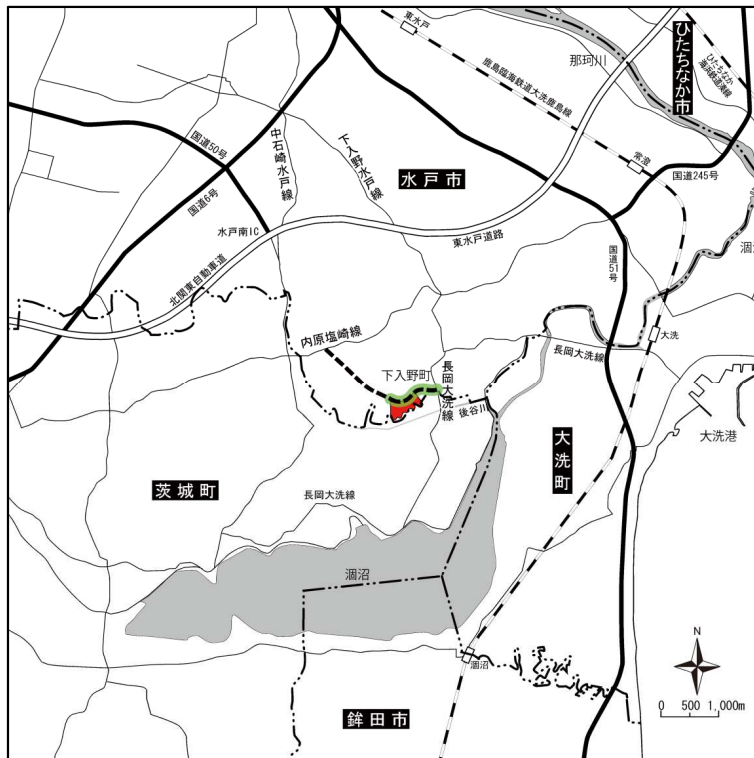 東水戸
那珂川
ひたちなか市
ひたちなか
海浜鉄道湊線
鹿島臨海鉄道大洗鹿島線
国道50号
中石崎水戸線
下入野水戸線
水戸市
常澄
国道245号
国道6号
水戸南IC
東水戸道路
国道
51
号
北関東自動車道
内原塩崎線
下入野町
長岡大洗線
長岡大洗線
大洗
後谷川
大洗港
大洗町
茨城町
長岡大洗線
涸沼
涸沼
鉾田市
N
0 500 1,000m